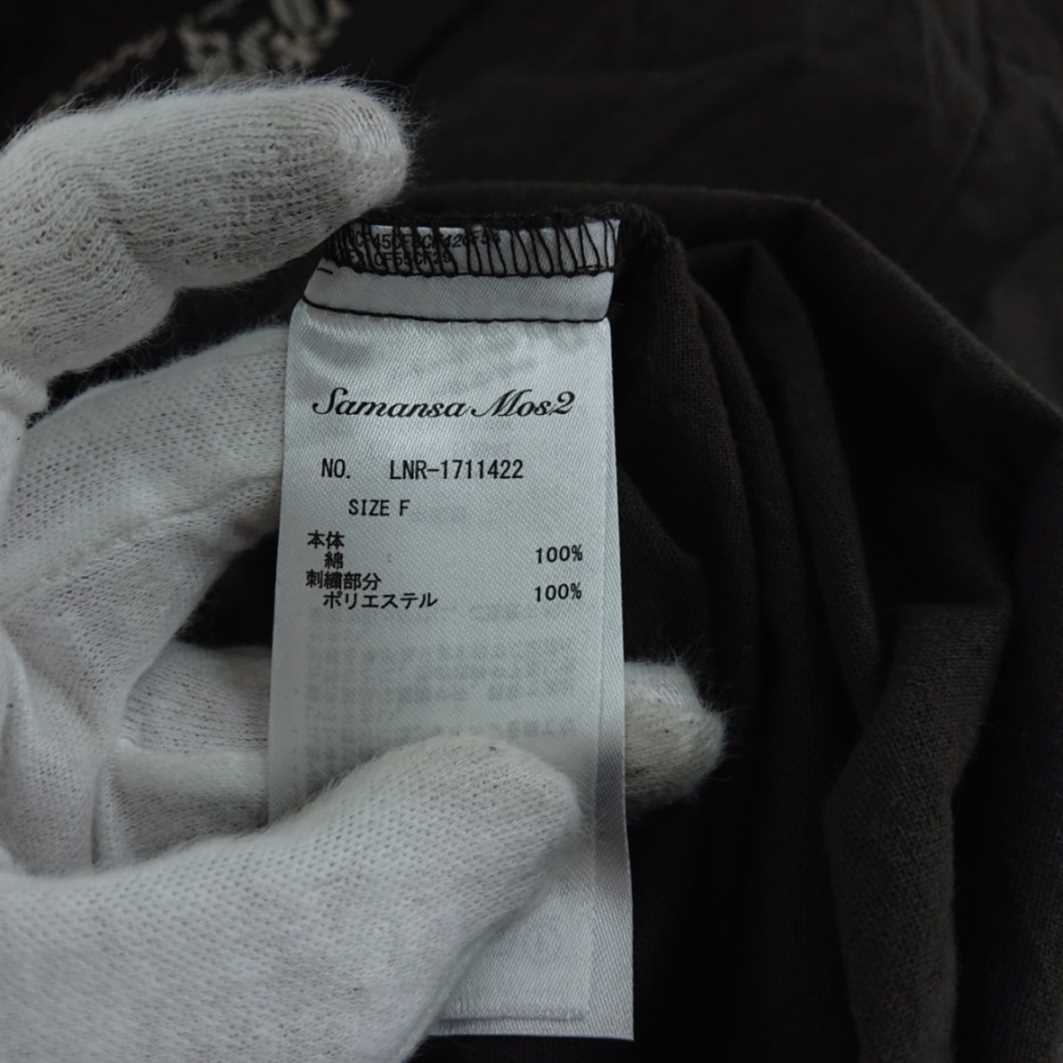 Samansa Mos2
NO. LNR-1711422
SIZE F
本体
綿 100%
刺繍部分
ポリエステル 100%